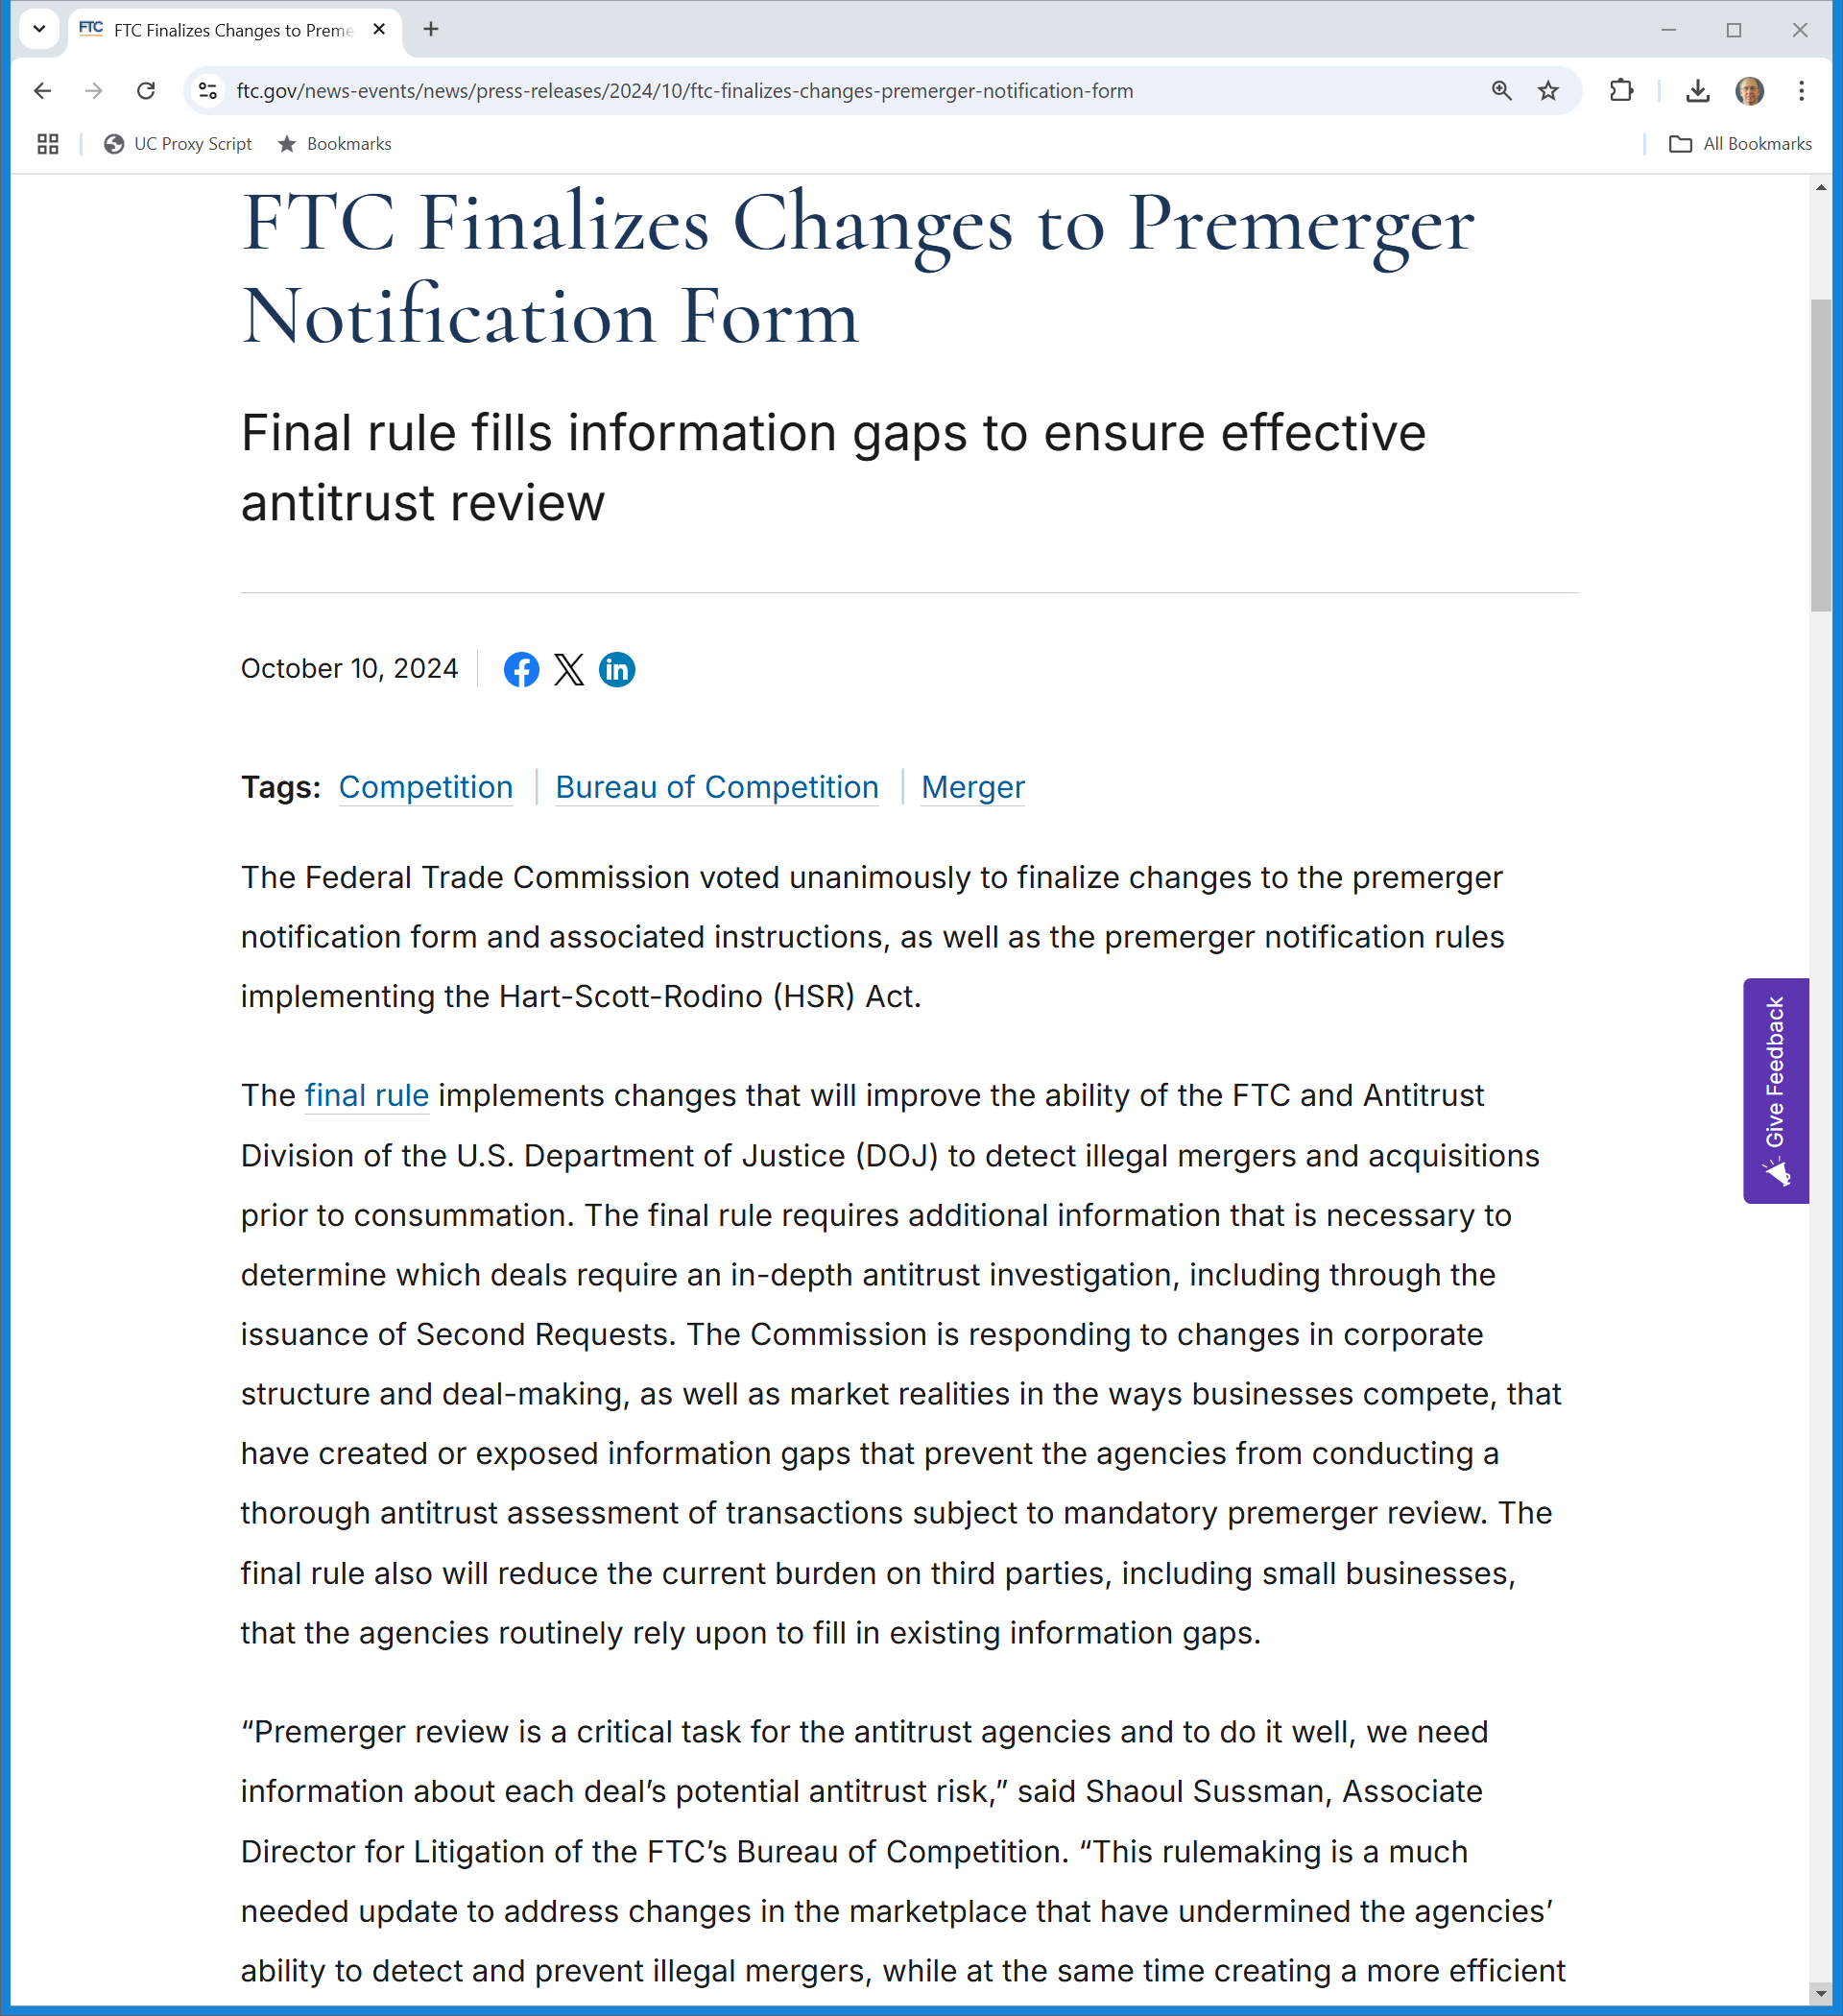 FTC FTC Finalizes Changes to Preme
ftc.gov/news-events/news/press-releases/2024/10/ftc-finalizes-changes-premerger-notification-form
UC Proxy Script Bookmarks All Bookmarks
FTC Finalizes Changes to Premerger
Notification Form
Final rule fills information gaps to ensure effective
antitrust review
October 10, 2024
Tags: Competition Bureau of Competition Merger
The Federal Trade Commission voted unanimously to finalize changes to the premerger
notification form and associated instructions, as well as the premerger notification rules
implementing the Hart-Scott-Rodino (HSR) Act.
The final rule implements changes that will improve the ability of the FTC and Antitrust
Division of the U.S. Department of Justice (DOJ) to detect illegal mergers and acquisitions
prior to consummation. The final rule requires additional information that is necessary to
determine which deals require an in-depth antitrust investigation, including through the
issuance of Second Requests. The Commission is responding to changes in corporate
structure and deal-making, as well as market realities in the ways businesses compete, that
have created or exposed information gaps that prevent the agencies from conducting a
thorough antitrust assessment of transactions subject to mandatory premerger review. The
final rule also will reduce the current burden on third parties, including small businesses,
that the agencies routinely rely upon to fill in existing information gaps.
“Premerger review is a critical task for the antitrust agencies and to do it well, we need
information about each deal’s potential antitrust risk,” said Shaoul Sussman, Associate
Director for Litigation of the FTC’s Bureau of Competition. “This rulemaking is a much
needed update to address changes in the marketplace that have undermined the agencies’
ability to detect and prevent illegal mergers, while at the same time creating a more efficient
Give Feedback